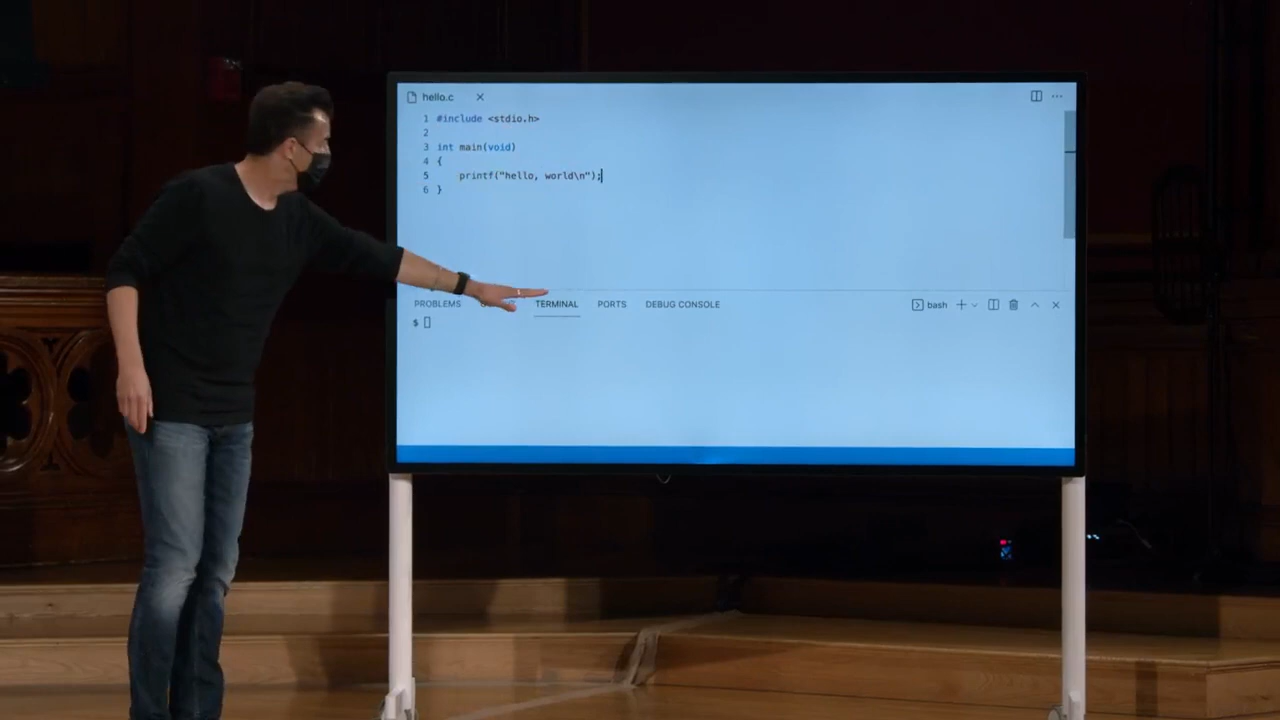 hello.c
1 #include <stdio.h>
2
3 int main(void)
4 {
5 printf("hello, world\n");
6 }
PROBLEMS TERMINAL PORTS DEBUG CONSOLE bash
$